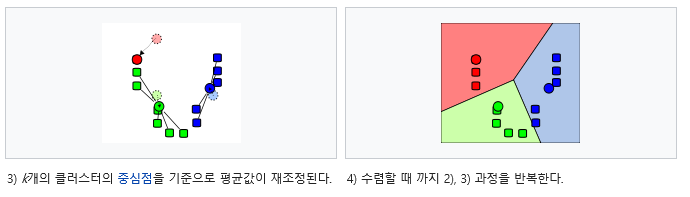 3) k개의 클러스터의 중심점을 기준으로 평균값이 재조정된다.
4) 수렴할 때 까지 2), 3) 과정을 반복한다.